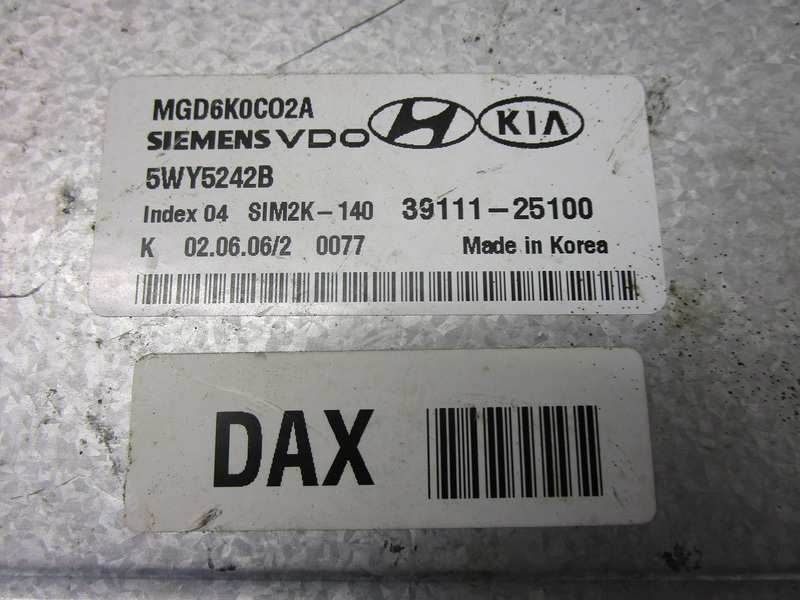 MGD6K0C02A
SIEMENS VDO KIA
5WY5242B
Index 04 SIM2K-140 39111-25100
K 02.06.06/2 0077 Made in Korea
DAX